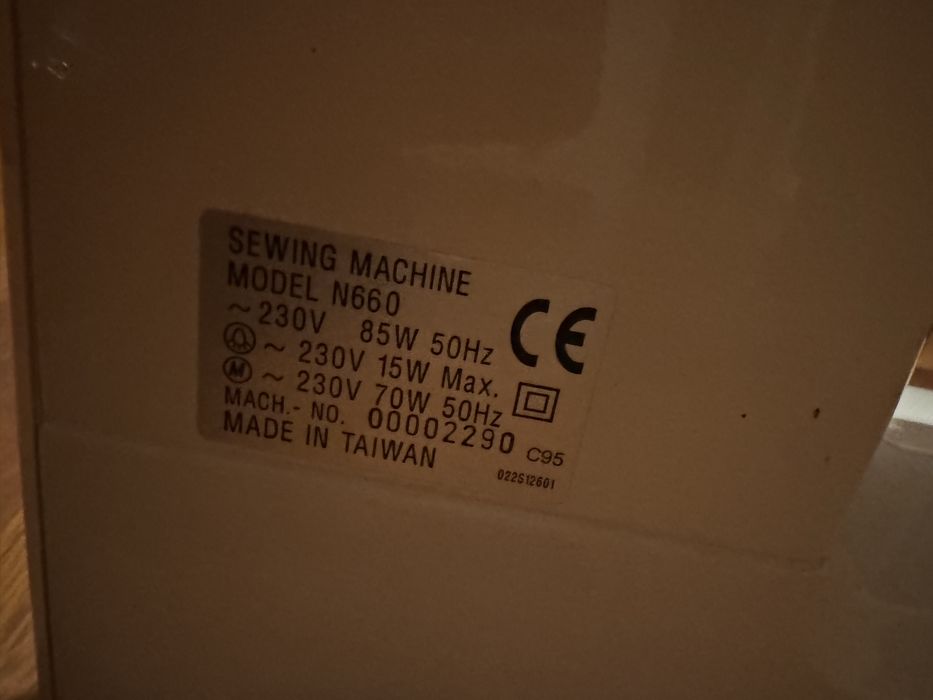 SEWING MACHINE
MODEL N660
~ 230V 85W 50Hz
~ 230V 15W Max.
M ~ 230V 70W 50Hz
MACH.- NO. 00002290
MADE IN TAIWAN
CE
C95
022S12601